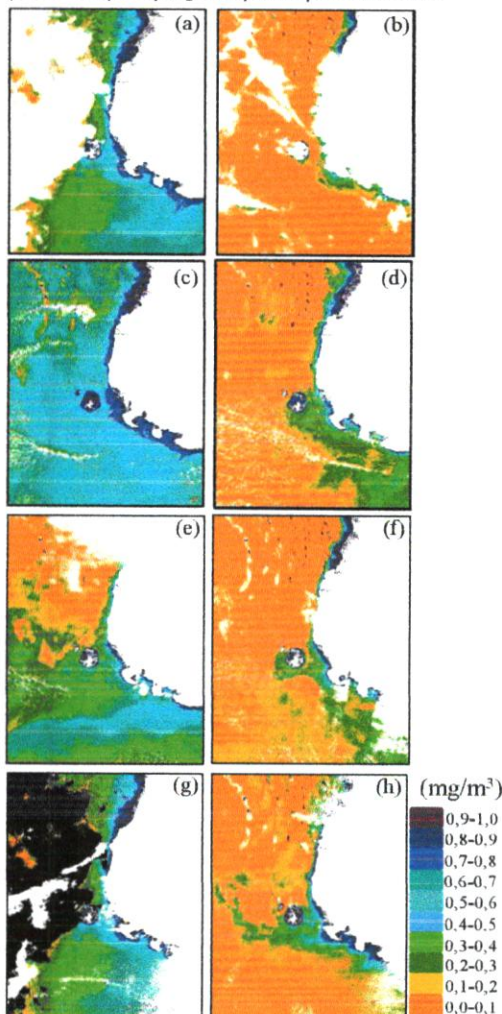 (a)
(b)
(c)
(d)
(e)
(f)
(g)
(h)
(mg/m³)
0,9-1,0
0,8-0,9
0,7-0,8
0,6-0,7
0,5-0,6
0,4-0,5
0,3-0,4
0,2-0,3
0,1-0,2
0,0-0,1